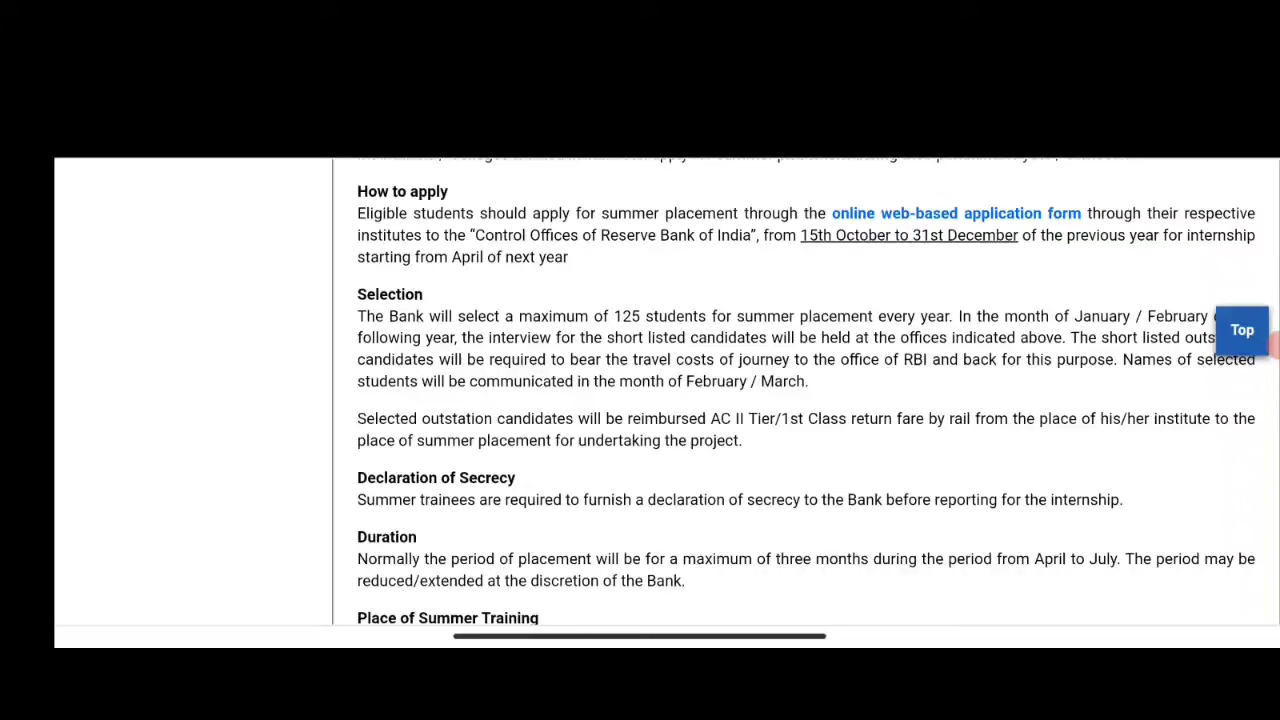 How to apply
Eligible students should apply for summer placement through the online web-based application form through their respective
institutes to the “Control Offices of Reserve Bank of India”, from 15th October to 31st December of the previous year for internship
starting from April of next year
Selection
The Bank will select a maximum of 125 students for summer placement every year. In the month of January / February
following year, the interview for the short listed candidates will be held at the offices indicated above. The short listed
candidates will be required to bear the travel costs of journey to the office of RBI and back for this purpose. Names of selected
students will be communicated in the month of February / March.
Top
Selected outstation candidates will be reimbursed AC II Tier/1st Class return fare by rail from the place of his/her institute to the
place of summer placement for undertaking the project.
Declaration of Secrecy
Summer trainees are required to furnish a declaration of secrecy to the Bank before reporting for the internship.
Duration
Normally the period of placement will be for a maximum of three months during the period from April to July. The period may be
reduced/extended at the discretion of the Bank.
Place of Summer Training